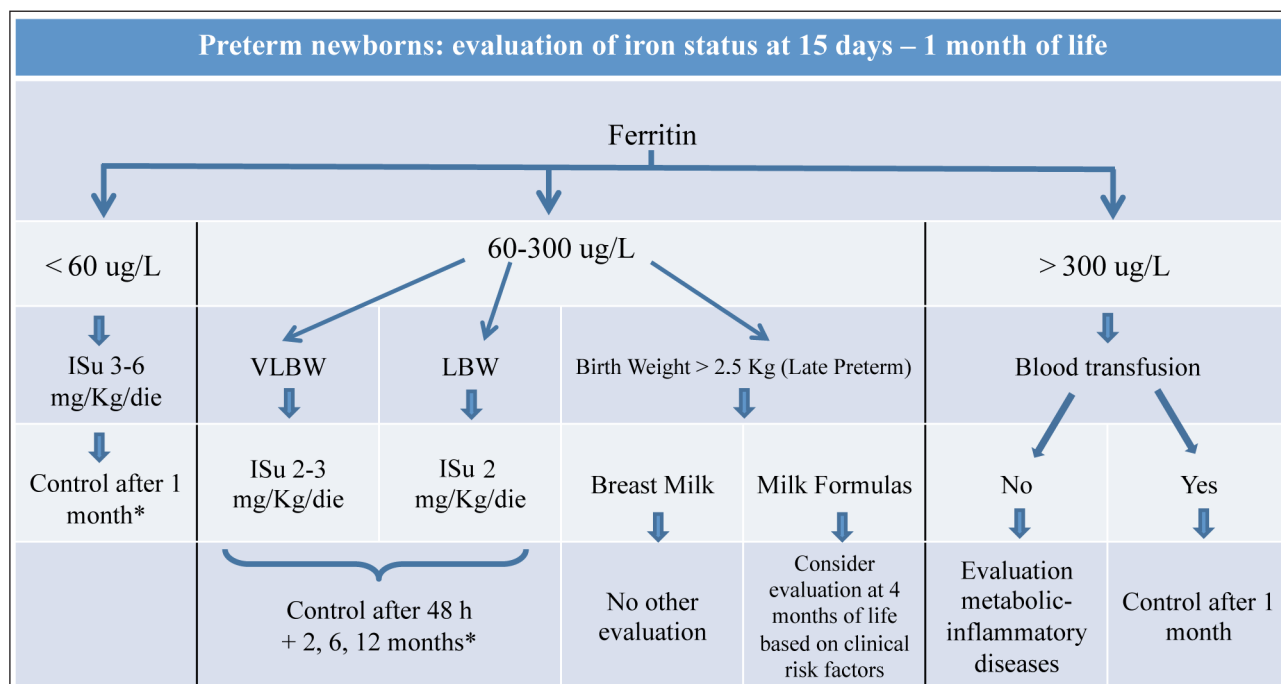 Preterm newborns: evaluation of iron status at 15 days – 1 month of life
Ferritin
< 60 ug/L
60-300 ug/L
> 300 ug/L
ISu 3-6
mg/Kg/die
VLBW
LBW
Birth Weight > 2.5 Kg (Late Preterm)
Blood transfusion
Control after 1
month*
ISu 2-3
mg/Kg/die
ISu 2
mg/Kg/die
Breast Milk
Milk Formulas
No
Yes
Control after 48 h
+ 2, 6, 12 months*
No other
evaluation
Consider
evaluation at 4
months of life
based on clinical
risk factors
Evaluation
metabolic-
inflammatory
diseases
Control after 1
month